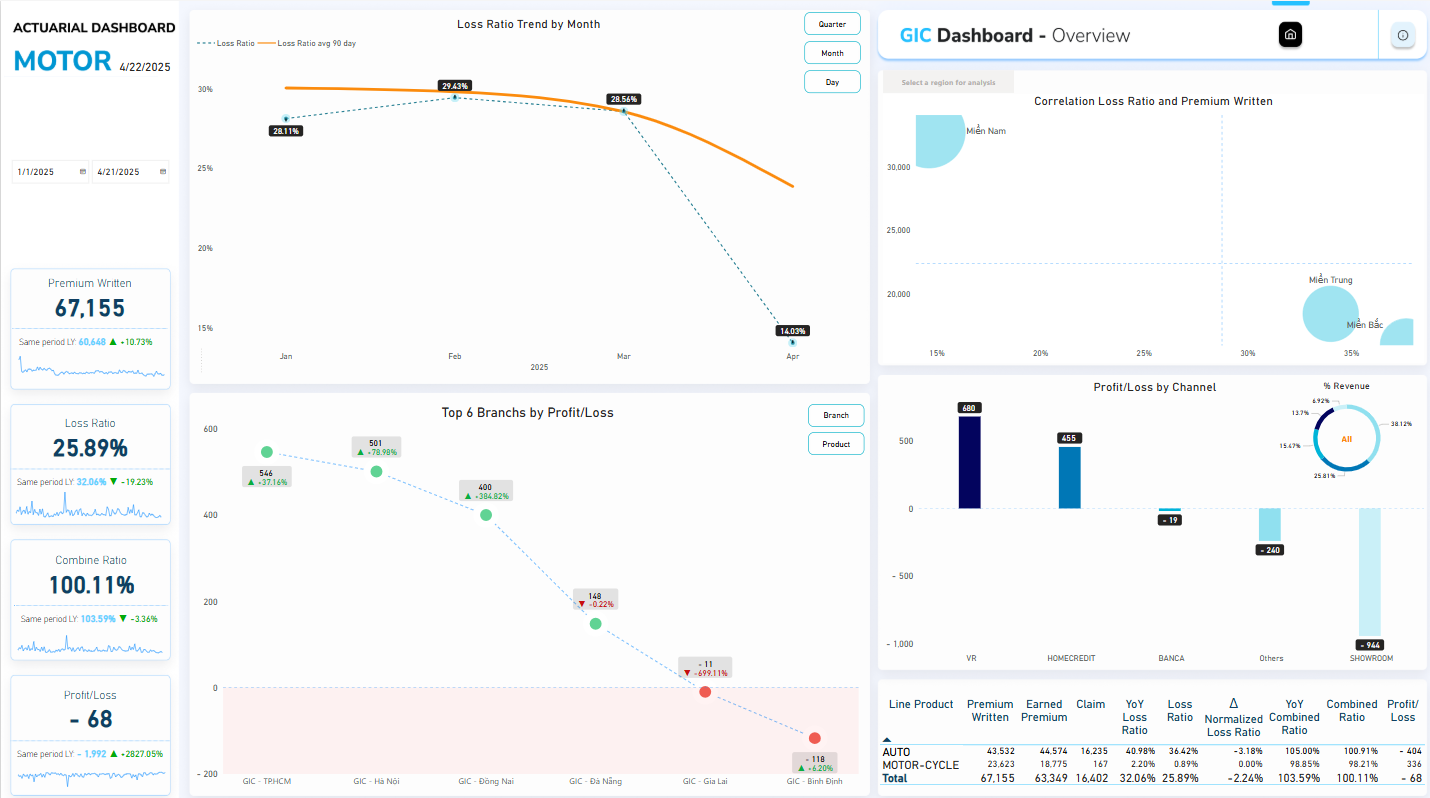 ACTUARIAL DASHBOARD
MOTOR 4/22/2025
1/1/2025 4/21/2025
Premium Written
67,155
Same period LY: 60,648 ▲ +10.73%
Loss Ratio
25.89%
Same period LY: 32.06% ▼ -19.23%
Combine Ratio
100.11%
Same period LY: 103.59% ▼ -3.36%
Profit/Loss
- 68
Same period LY: - 1,992 ▲ +2827.05%
Loss Ratio Trend by Month
Loss Ratio Loss Ratio avg 90 day
Quarter
Month
Day
30%
25%
20%
15%
28.11%
29.43%
28.56%
14.03%
Jan Feb Mar Apr
2025
Top 6 Branchs by Profit/Loss
Branch
Product
600
400
200
0
- 200
546
▲ +37.16%
501
▲ +78.98%
400
▲ +384.82%
148
▼ -0.22%
- 11
▼ -699.11%
- 118
▲ +6.20%
GIC - TP.HCM GIC - Hà Nội GIC - Đồng Nai GIC - Đà Nẵng GIC - Gia Lai GIC - Bình Định
GIC Dashboard - Overview
Select a region for analysis
Correlation Loss Ratio and Premium Written
30,000
25,000
20,000
Miền Nam
Miền Trung
Miền Bắc
15% 20% 25% 30% 35%
Profit/Loss by Channel
% Revenue
6.92%
13.7%
38.12%
15.47%
25.81%
All
500
0
- 500
- 1,000
680
455
- 19
- 240
- 944
VR HOMECREDIT BANCA Others SHOWROOM
Line Product Premium Written Earned Premium Claim YoY Loss Ratio Loss Ratio Δ Normalized Loss Ratio YoY Combined Ratio Combined Ratio Profit/ Loss
AUTO 43,532 44,574 16,235 40.98% 36.42% -3.18% 105.00% 100.91% - 404
MOTOR-CYCLE 23,623 18,775 167 2.20% 0.89% 0.00% 98.85% 98.21% 336
Total 67,155 63,349 16,402 32.06% 25.89% -2.24% 103.59% 100.11% - 68